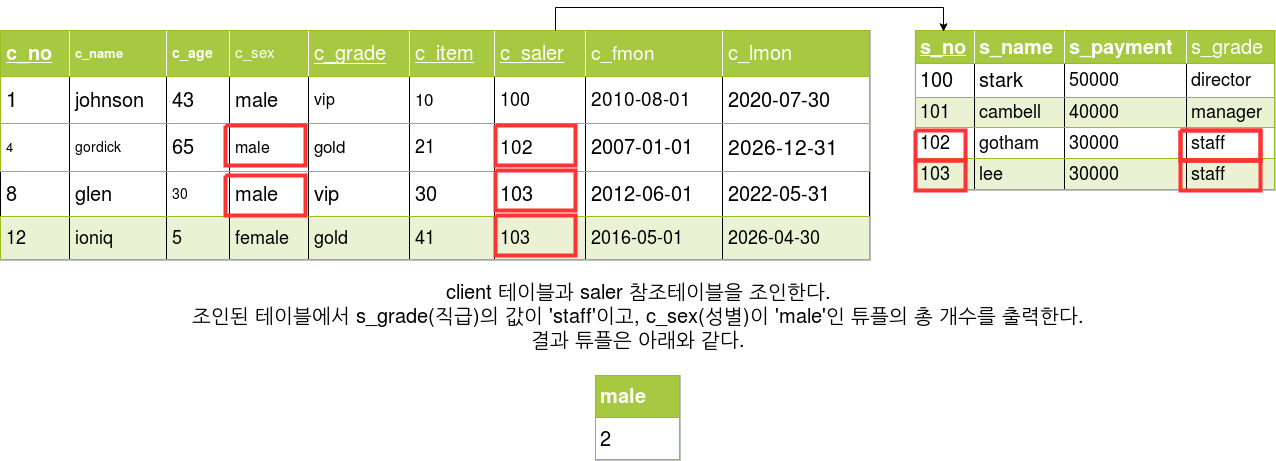 c_no c_name c_age c_sex c_grade c_item c_saler c_fmon c_lmon
1 johnson 43 male vip 10 100 2010-08-01 2020-07-30
4 gordick 65 male gold 21 102 2007-01-01 2026-12-31
8 glen 30 male vip 30 103 2012-06-01 2022-05-31
12 ioniq 5 female gold 41 103 2016-05-01 2026-04-30
s_no s_name s_payment s_grade
100 stark 50000 director
101 cambell 40000 manager
102 gotham 30000 staff
103 lee 30000 staff
client 테이블과 saler 참조테이블을 조인한다.
조인된 테이블에서 s_grade(직급)의 값이 'staff'이고, c_sex(성별)이 'male'인 튜플의 총 개수를 출력한다.
결과 튜플은 아래와 같다.
male
2